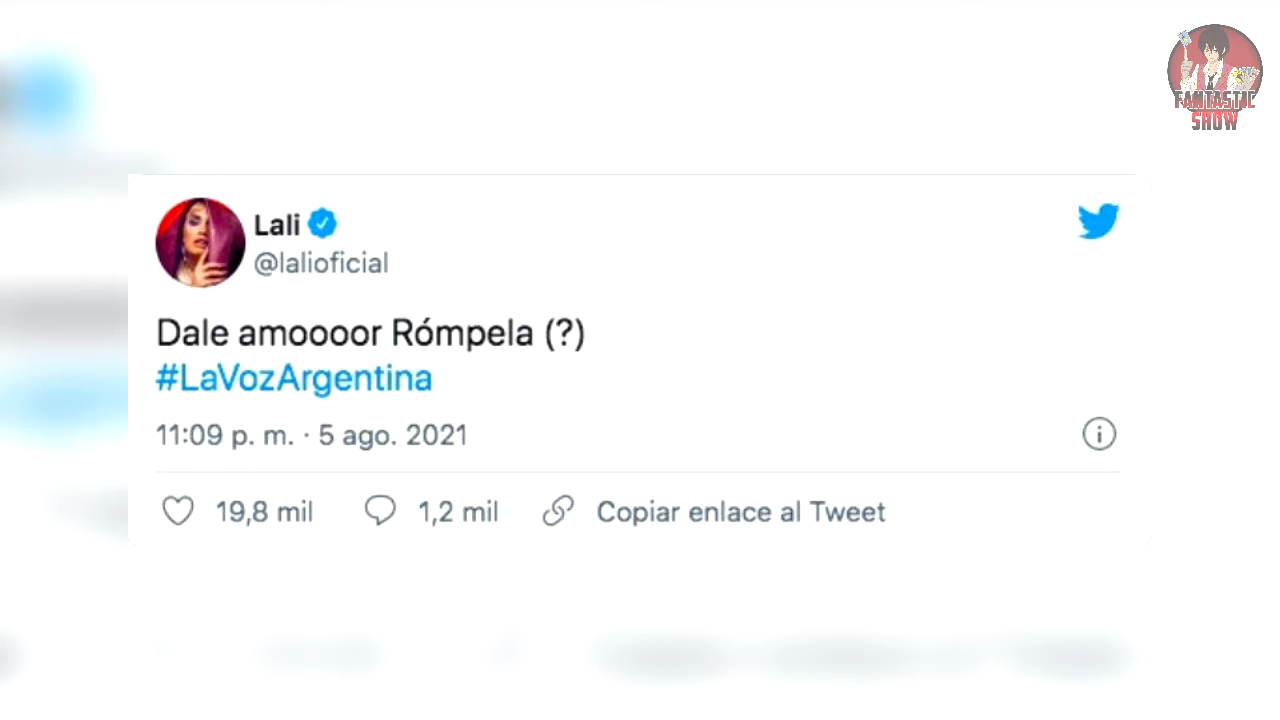 FANTASTIC
SHOW
Lali
@lalioficial
Dale amoooor Rómpela (?)
#LaVozArgentina
11:09 p. m. · 5 ago. 2021
19,8 mil 1,2 mil Copiar enlace al Tweet